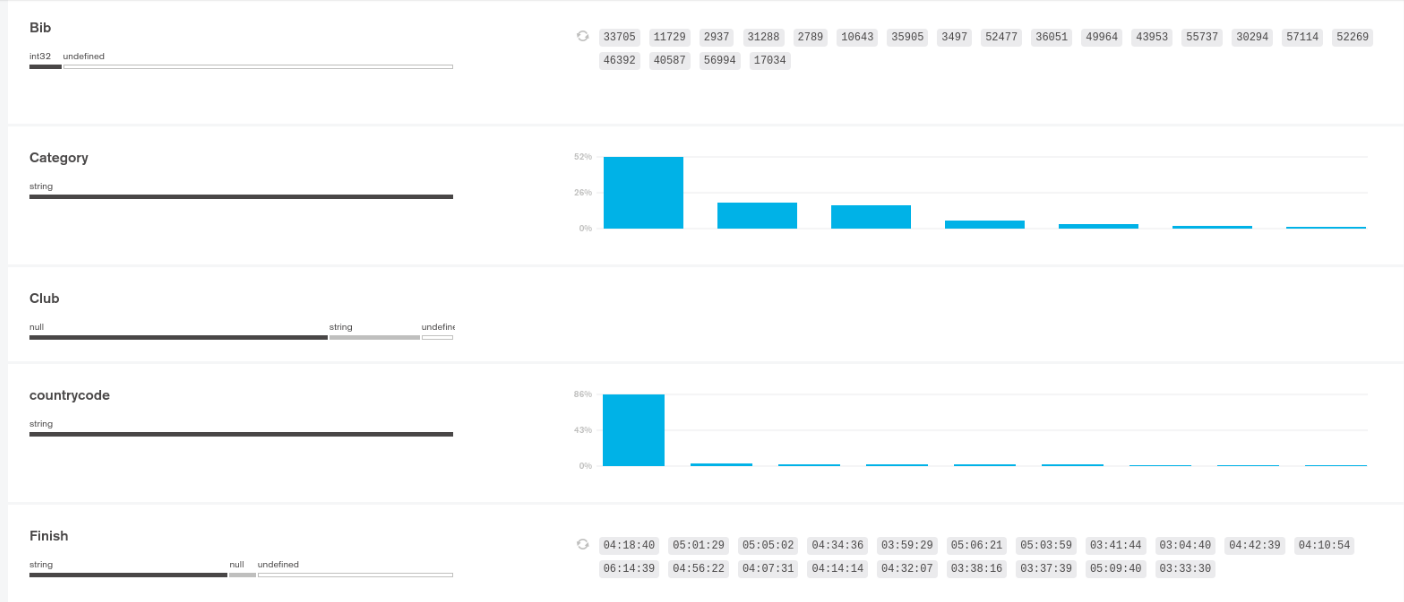 Bib
int32 undefined
33705 11729 2937 31288 2789 10643 35905 3497 52477 36051 49964 43953 55737 30294 57114 52269
46392 40587 56994 17034
Category
string
52%
26%
0%
Club
null string undefine
countrycode
string
86%
43%
0%
Finish
string null undefined
04:18:40 05:01:29 05:05:02 04:34:36 03:59:29 05:06:21 05:03:59 03:41:44 03:04:40 04:42:39 04:10:54
06:14:39 04:56:22 04:07:31 04:14:14 04:32:07 03:38:16 03:37:39 05:09:40 03:33:30